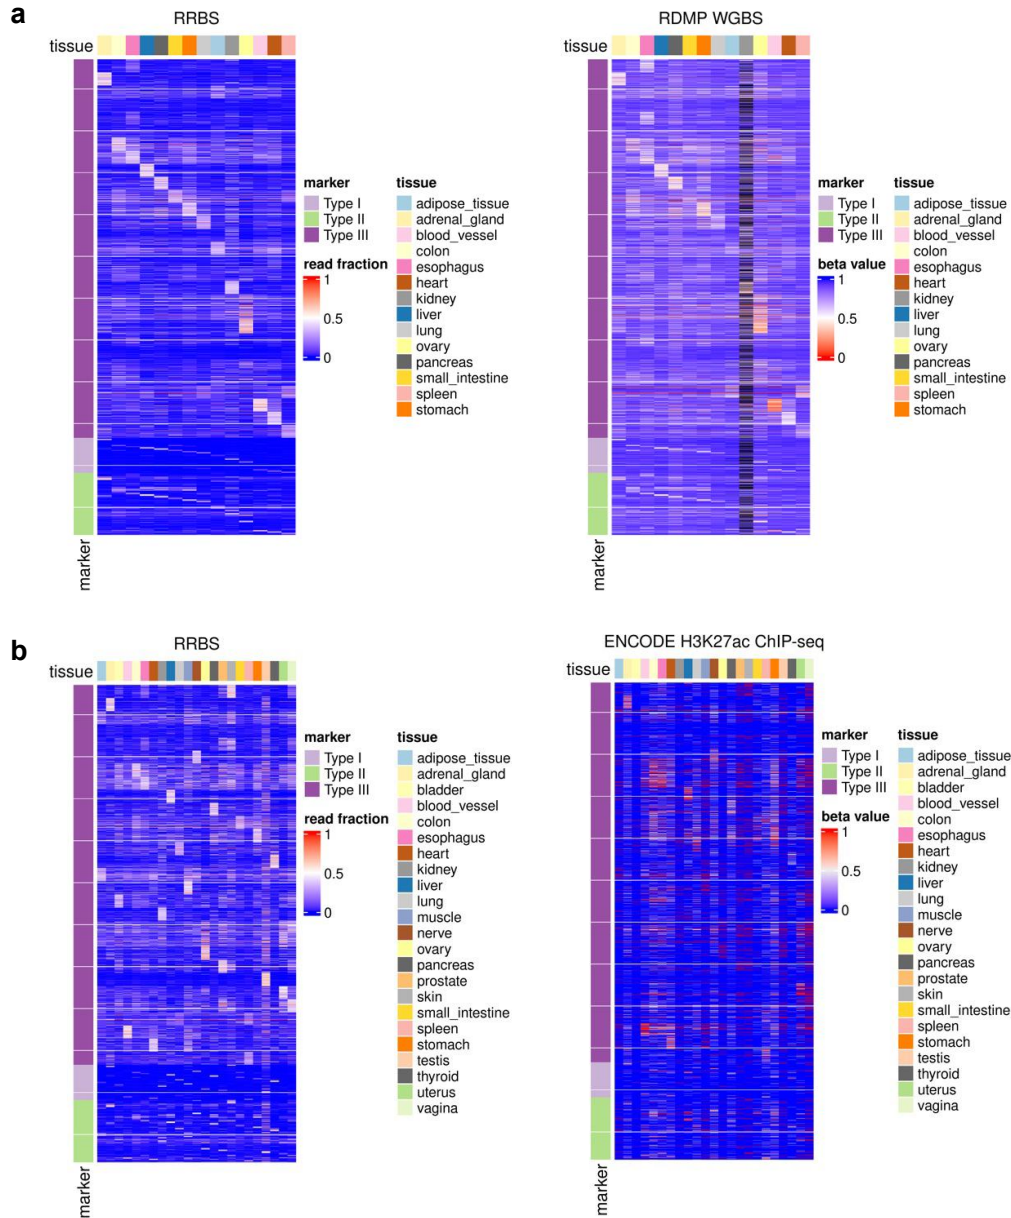 a
RRBS
tissue
marker
marker
Type I
Type II
Type III
read fraction
1
0.5
0
tissue
adipose_tissue
adrenal_gland
blood_vessel
colon
esophagus
heart
kidney
liver
lung
ovary
pancreas
small_intestine
spleen
stomach
RDMP WGBS
tissue
marker
marker
Type I
Type II
Type III
beta value
1
0.5
0
tissue
adipose_tissue
adrenal_gland
blood_vessel
colon
esophagus
heart
kidney
liver
lung
ovary
pancreas
small_intestine
spleen
stomach
b
RRBS
tissue
marker
marker
Type I
Type II
Type III
read fraction
1
0.5
0
tissue
adipose_tissue
adrenal_gland
bladder
blood_vessel
colon
esophagus
heart
kidney
liver
lung
muscle
nerve
ovary
pancreas
prostate
skin
small_intestine
spleen
stomach
testis
thyroid
uterus
vagina
ENCODE H3K27ac ChIP-seq
tissue
marker
marker
Type I
Type II
Type III
beta value
1
0.5
0
tissue
adipose_tissue
adrenal_gland
bladder
blood_vessel
colon
esophagus
heart
kidney
liver
lung
muscle
nerve
ovary
pancreas
prostate
skin
small_intestine
spleen
stomach
testis
thyroid
uterus
vagina